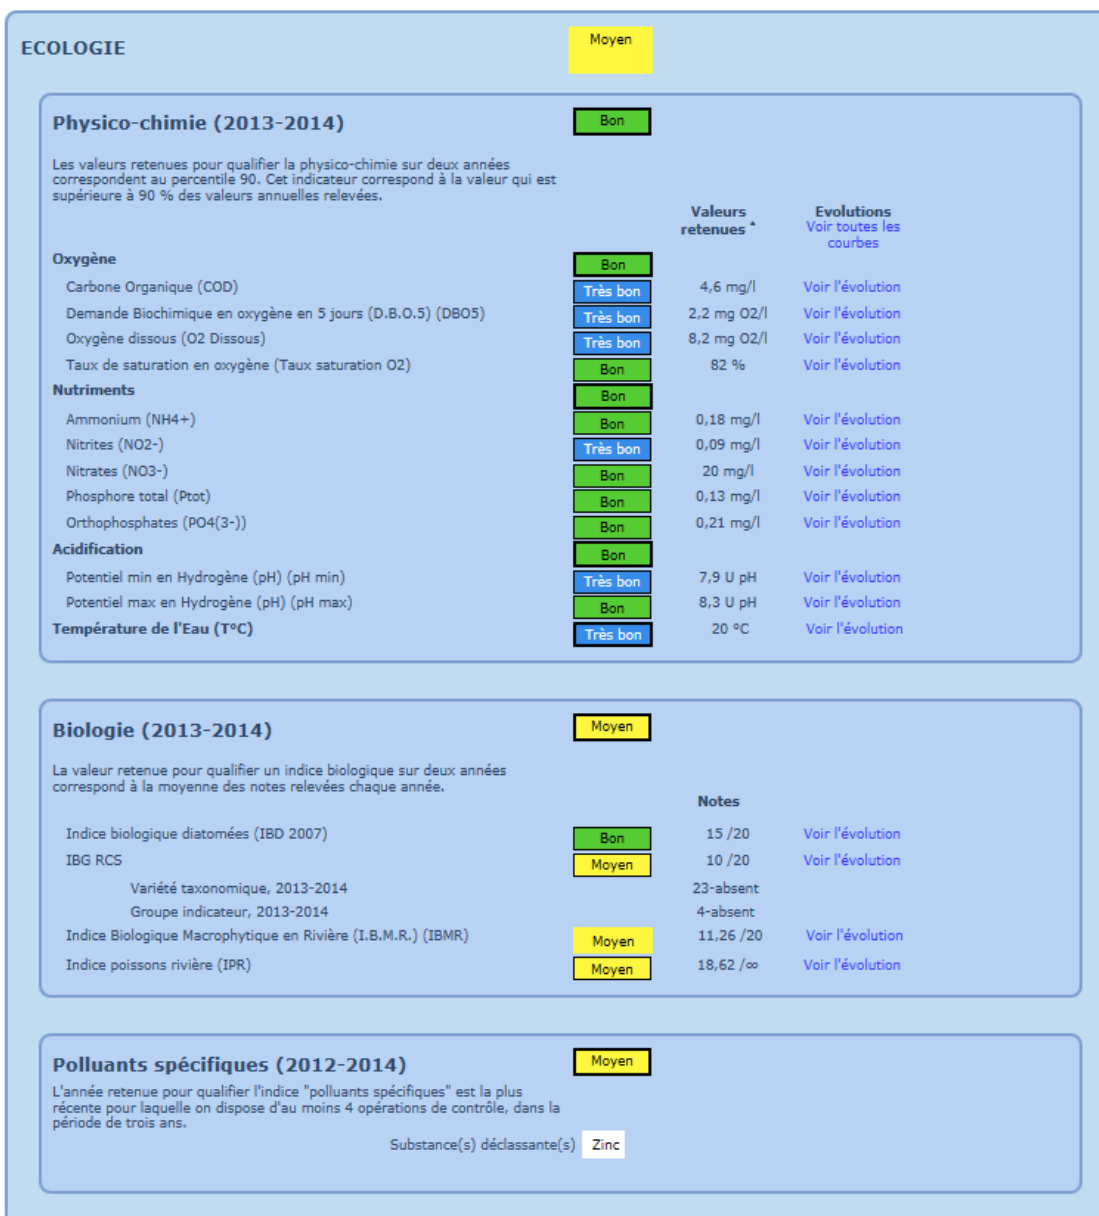 ECOLOGIE Moyen
Physico-chimie (2013-2014) Bon
Les valeurs retenues pour qualifier la physico-chimie sur deux années
correspondent au percentile 90. Cet indicateur correspond à la valeur qui est
supérieure à 90 % des valeurs annuelles relevées.
Valeurs Evolutions
retenues * Voir toutes les
courbes
Oxygène Bon
Carbone Organique (COD) Très bon 4,6 mg/l Voir l'évolution
Demande Biochimique en oxygène en 5 jours (D.B.O.5) (DBO5) Très bon 2,2 mg O2/l Voir l'évolution
Oxygène dissous (O2 Dissous) Très bon 8,2 mg O2/l Voir l'évolution
Taux de saturation en oxygène (Taux saturation O2) Bon 82 % Voir l'évolution
Nutriments Bon
Ammonium (NH4+) Bon 0,18 mg/l Voir l'évolution
Nitrites (NO2-) Très bon 0,09 mg/l Voir l'évolution
Nitrates (NO3-) Bon 20 mg/l Voir l'évolution
Phosphore total (Ptot) Bon 0,13 mg/l Voir l'évolution
Orthophosphates (PO4(3-)) Bon 0,21 mg/l Voir l'évolution
Acidification Bon
Potentiel min en Hydrogène (pH) (pH min) Très bon 7,9 U pH Voir l'évolution
Potentiel max en Hydrogène (pH) (pH max) Bon 8,3 U pH Voir l'évolution
Température de l'Eau (T°C) Très bon 20 °C Voir l'évolution
Biologie (2013-2014) Moyen
La valeur retenue pour qualifier un indice biologique sur deux années
correspond à la moyenne des notes relevées chaque année.
Notes
Indice biologique diatomées (IBD 2007) Bon 15 /20 Voir l'évolution
IBG RCS Moyen 10 /20 Voir l'évolution
Variété taxonomique, 2013-2014 23-absent
Groupe indicateur, 2013-2014 4-absent
Indice Biologique Macrophytique en Rivière (I.B.M.R.) (IBMR) Moyen 11,26 /20 Voir l'évolution
Indice poissons rivière (IPR) Moyen 18,62 /∞ Voir l'évolution
Polluants spécifiques (2012-2014) Moyen
L'année retenue pour qualifier l'indice "polluants spécifiques" est la plus
récente pour laquelle on dispose d'au moins 4 opérations de contrôle, dans la
période de trois ans.
Substance(s) déclassante(s) Zinc